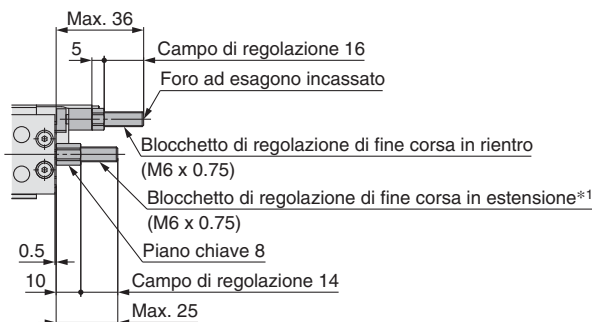 Max. 36
5
Campo di regolazione 16
Foro ad esagono incassato
Blocchetto di regolazione di fine corsa in rientro
(M6 x 0.75)
Blocchetto di regolazione di fine corsa in estensione*1
(M6 x 0.75)
Piano chiave 8
0.5
10
Campo di regolazione 14
Max. 25